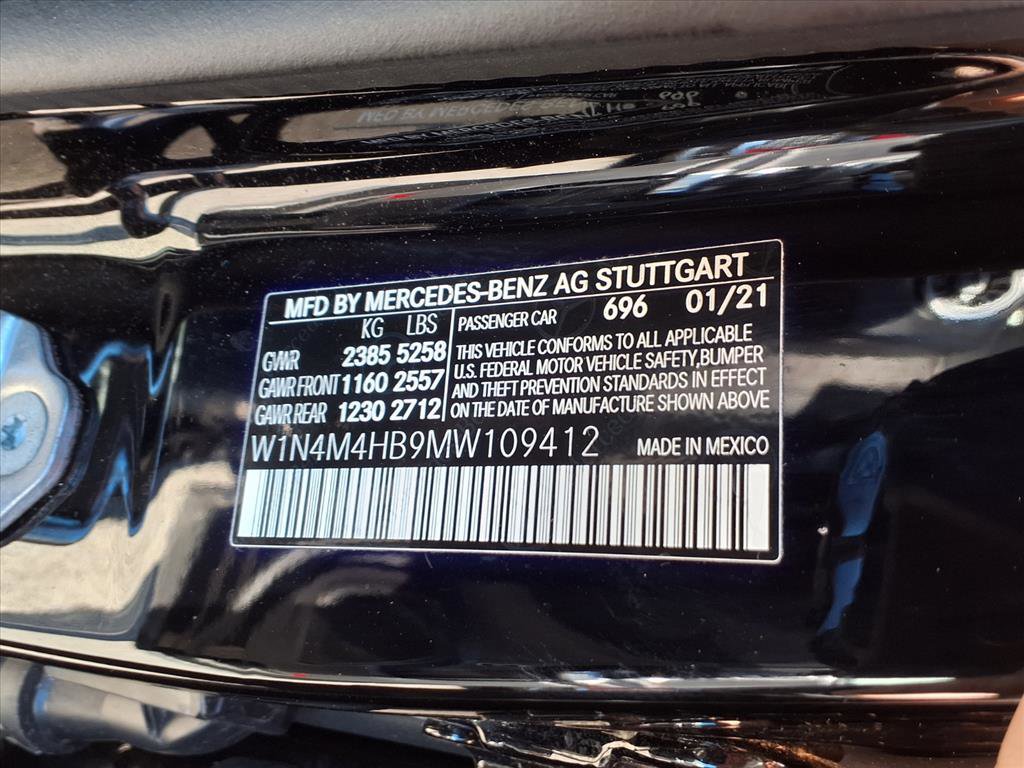 MFD BY MERCEDES-BENZ AG STUTTGART
KG LBS
GVWR 2385 5258
GAWR FRONT 1160 2557
GAWR REAR 1230 2712
PASSENGER CAR 696 01/21
THIS VEHICLE CONFORMS TO ALL APPLICABLE
U.S. FEDERAL MOTOR VEHICLE SAFETY, BUMPER
AND THEFT PREVENTION STANDARDS IN EFFECT
ON THE DATE OF MANUFACTURE SHOWN ABOVE
W1N4M4HB9MW109412 MADE IN MEXICO